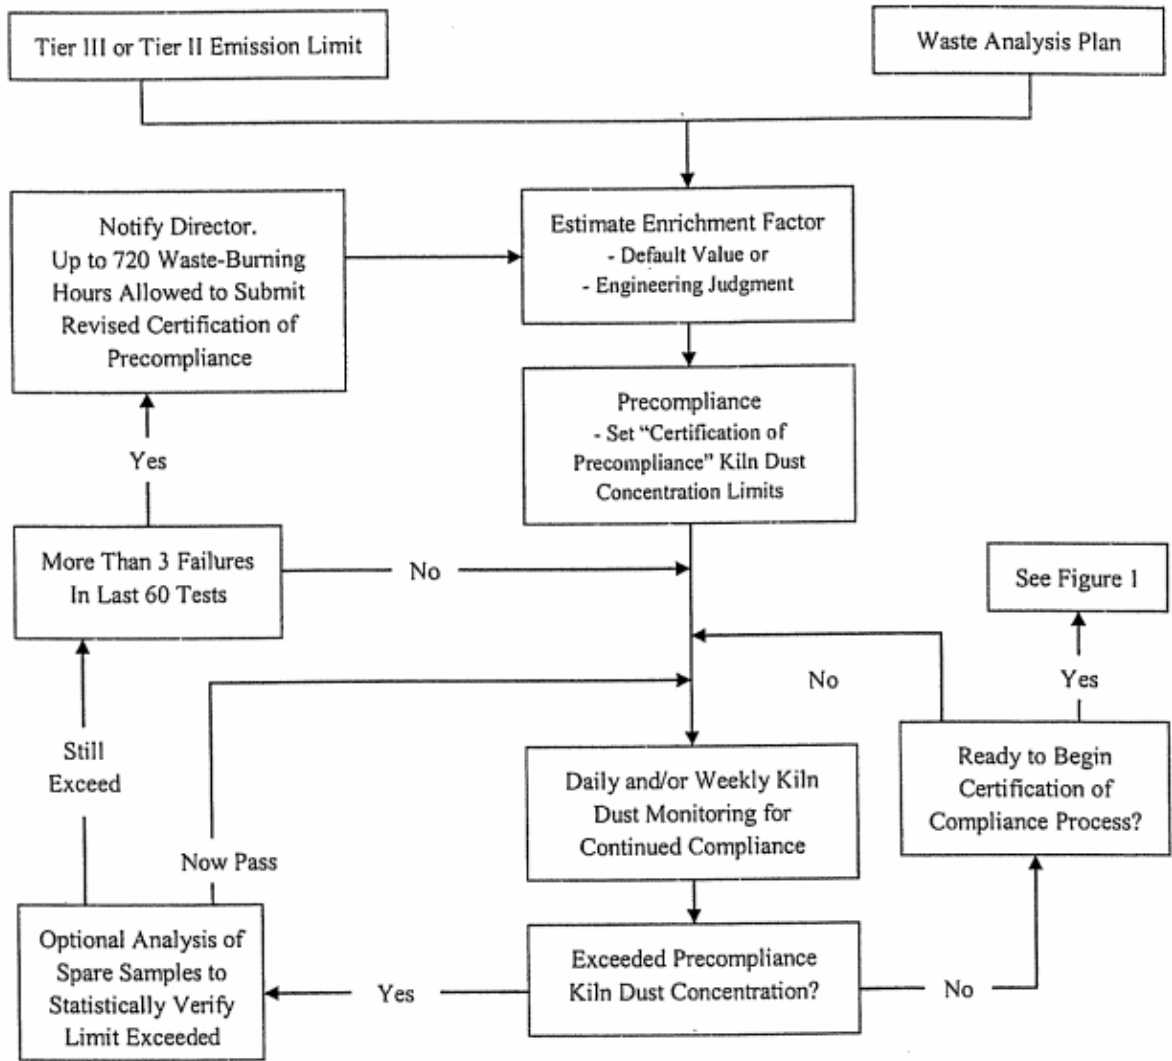 Tier III or Tier II Emission Limit
Waste Analysis Plan
Notify Director.
Up to 720 Waste-Burning
Hours Allowed to Submit
Revised Certification of
Precompliance
Estimate Enrichment Factor
- Default Value or
- Engineering Judgment
Precompliance
- Set “Certification of
Precompliance” Kiln Dust
Concentration Limits
Yes
More Than 3 Failures
In Last 60 Tests
No
See Figure 1
No
Yes
Still
Exceed
Now Pass
Daily and/or Weekly Kiln
Dust Monitoring for
Continued Compliance
Ready to Begin
Certification of
Compliance Process?
Optional Analysis of
Spare Samples to
Statistically Verify
Limit Exceeded
Yes
Exceeded Precompliance
Kiln Dust Concentration?
No